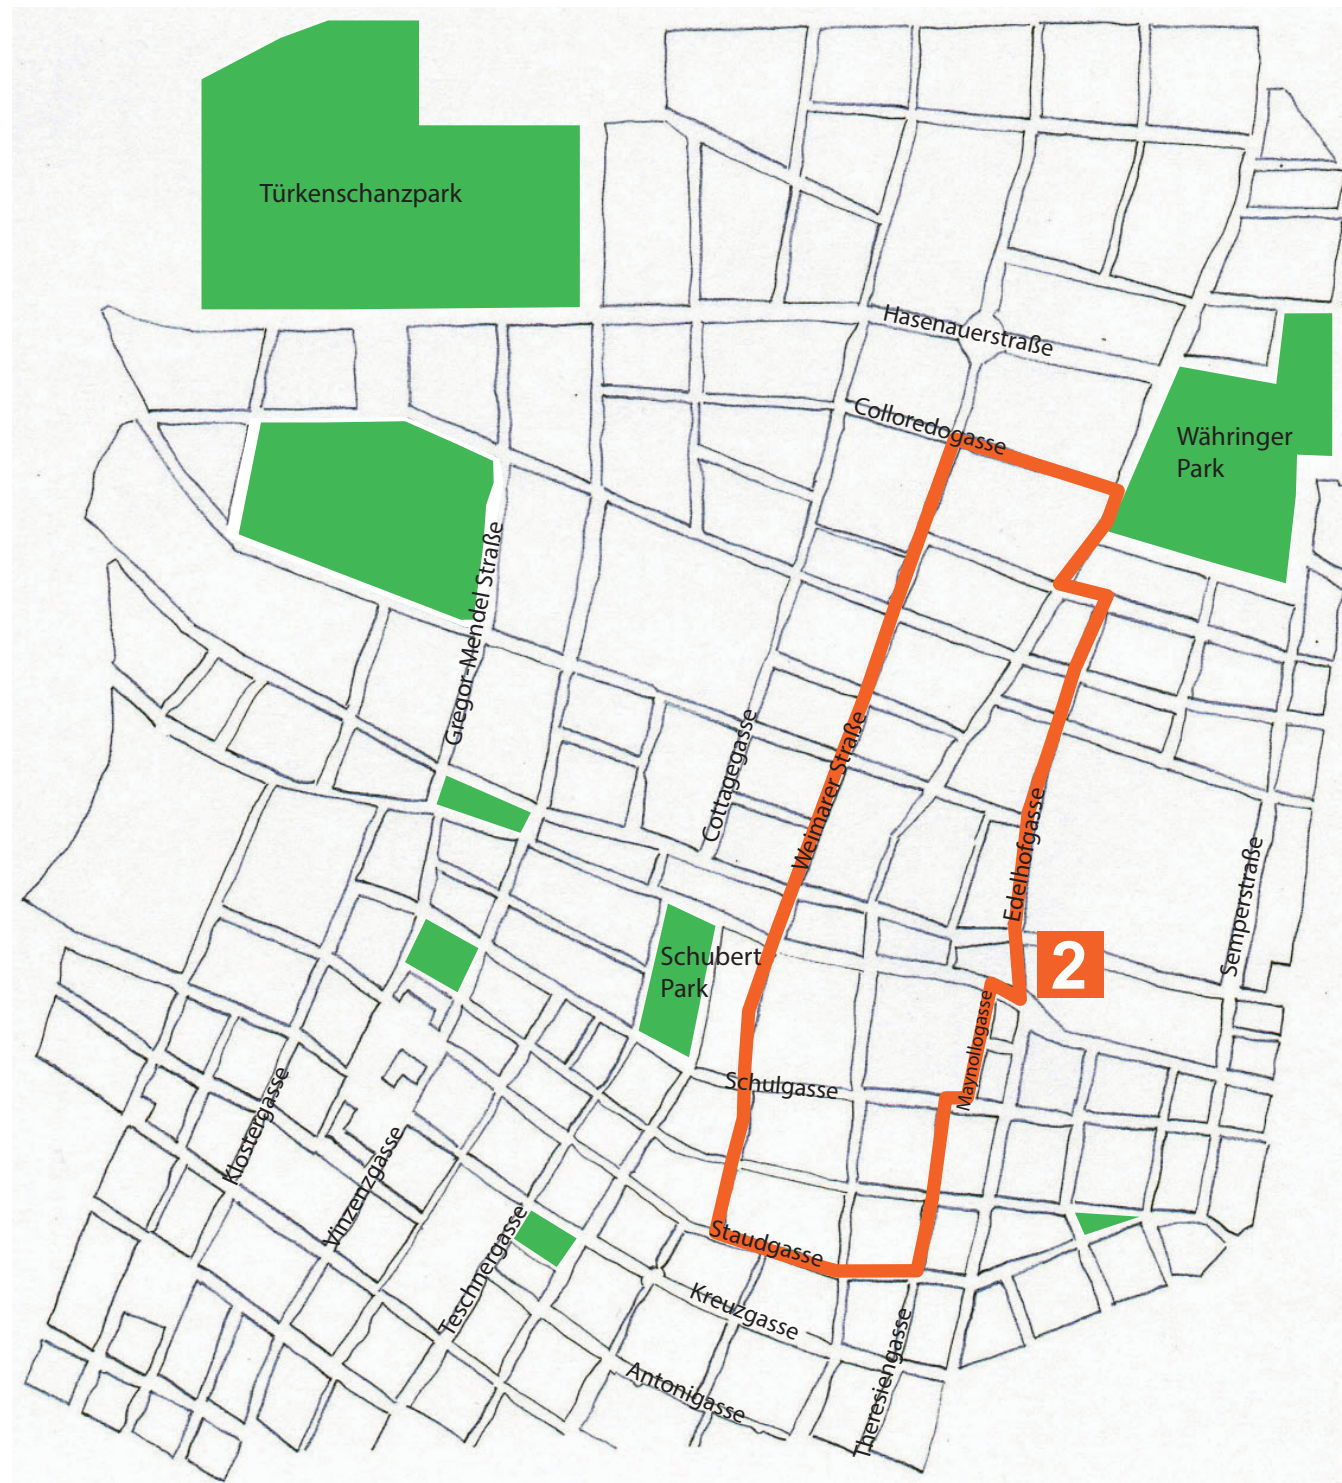 Türkenschanzpark
Hasenauerstraße
Colloredogasse
Währinger
Park
Gregor-Mendel Straße
Cottagegasse
Weimarer Straße
Edelhofgasse
Semperstraße
Schubert
Park
2
Maynollogasse
Schulgasse
Klostergasse
Vinzenzgasse
Teschnergasse
Staudgasse
Kreuzgasse
Theresiengasse
Antonigasse